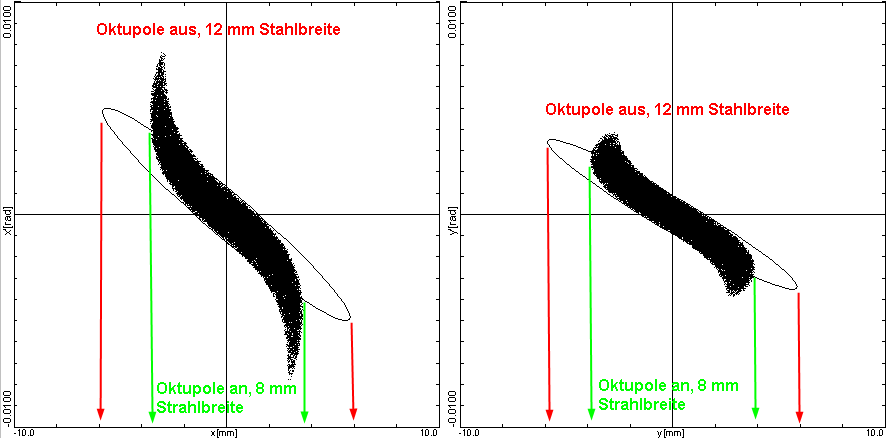 0.0100
Oktupole aus, 12 mm Stahlbreite
x'[rad]
Oktupole an, 8 mm
Strahlbreite
-0.0100
-10.0
x[mm]
10.0
0.0100
Oktupole aus, 12 mm Stahlbreite
y'[rad]
Oktupole an, 8 mm
Strahlbreite
-0.0100
-10.0
y[mm]
10.0